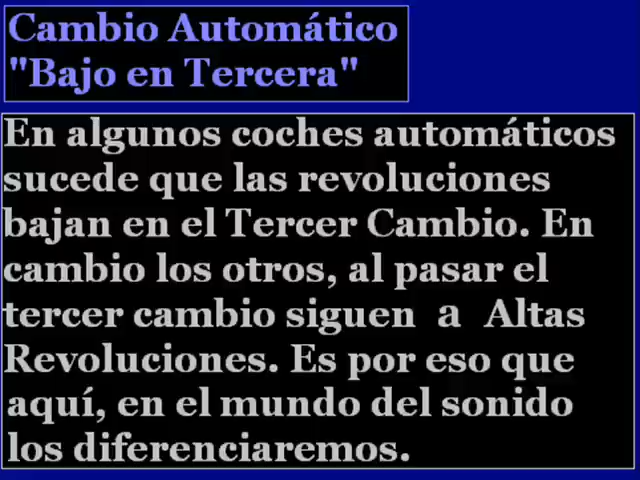 Cambio Automático
"Bajo en Tercera"
En algunos coches automáticos
sucede que las revoluciones
bajan en el Tercer Cambio. En
cambio los otros, al pasar el
tercer cambio siguen a Altas
Revoluciones. Es por eso que
aquí, en el mundo del sonido
los diferenciaremos.